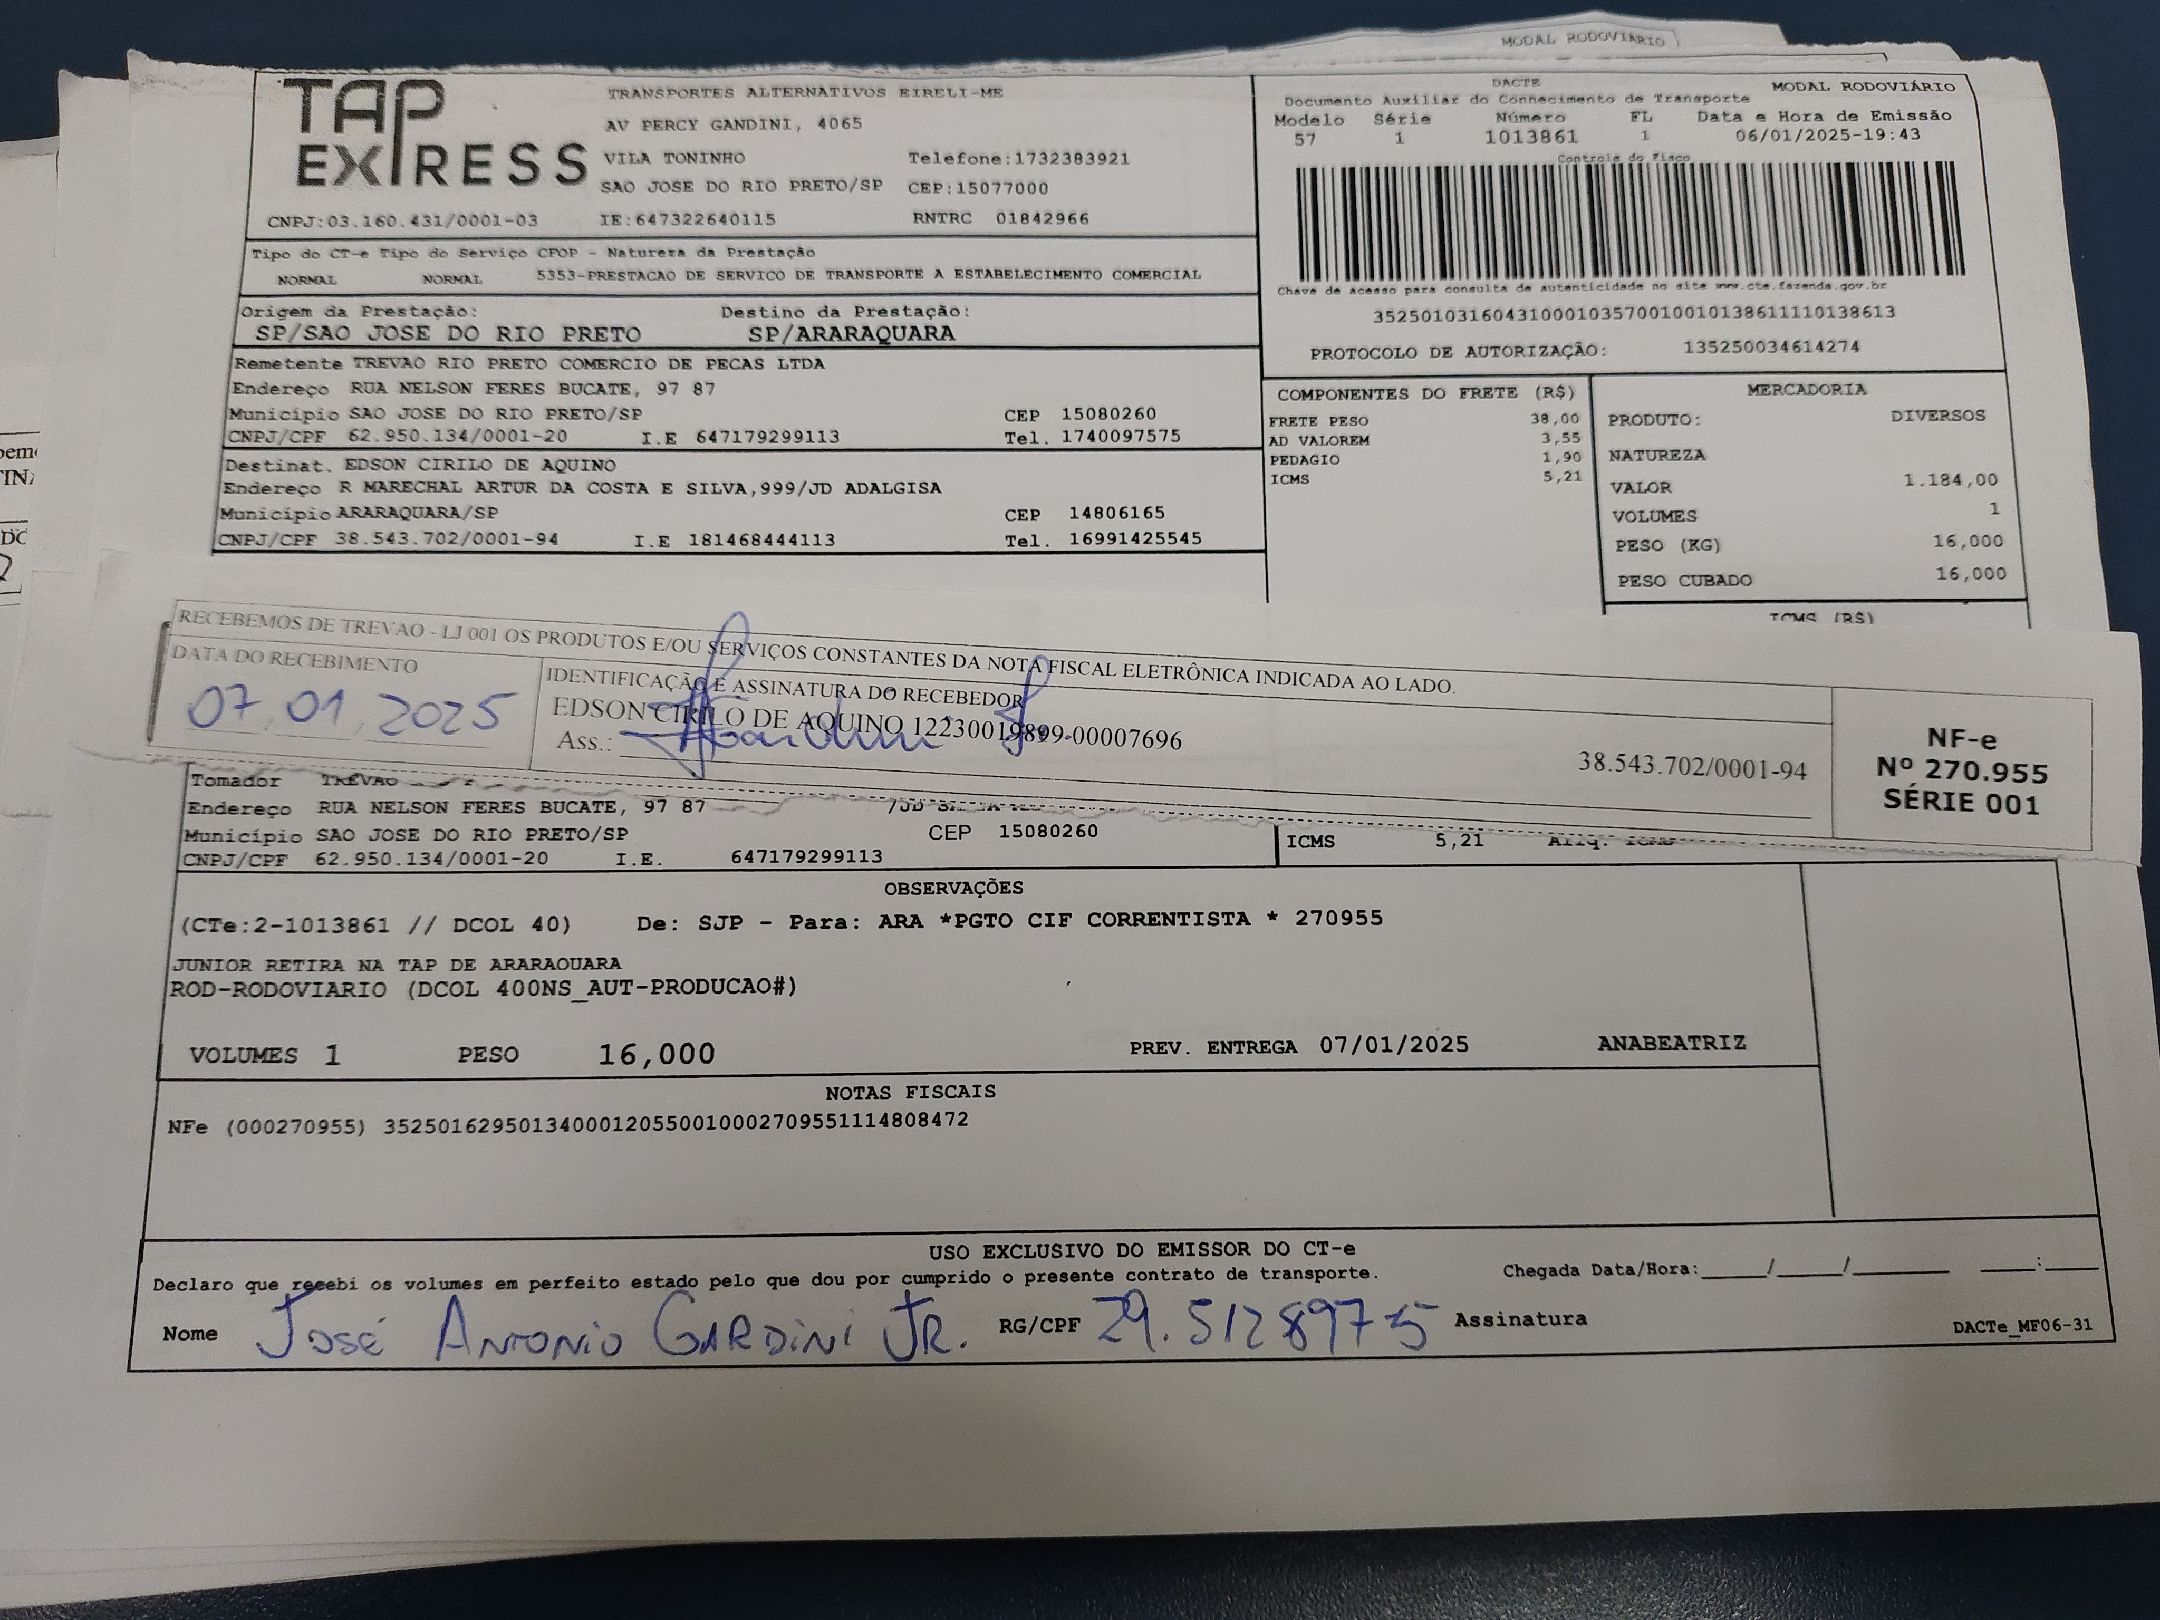 MODAL RODOVIÁRIO
TAP EXPRESS
TRANSPORTES ALTERNATIVOS EIRELI-ME
AV PERCY GANDINI, 4065
VILA TONINHO Telefone:1732383921
SAO JOSE DO RIO PRETO/SP CEP:15077000
CNPJ:03.160.431/0001-03 IE:647322640115 RNTRC 01842966
DACTE MODAL RODOVIÁRIO
Documento Auxiliar do Conhecimento de Transporte
Modelo Série Número FL Data e Hora de Emissão
57 1 1013861 1 06/01/2025-19:43
Controle do Fisco
Chave de acesso para consulta de autenticidade no site www.cte.fazenda.gov.br
35250103160431000103570010010138611110138613
PROTOCOLO DE AUTORIZAÇÃO: 135250034614274
Tipo do CT-e Tipo do Serviço CFOP - Natureza da Prestação
NORMAL NORMAL 5353-PRESTACAO DE SERVICO DE TRANSPORTE A ESTABELECIMENTO COMERCIAL
Origem da Prestação: Destino da Prestação:
SP/SAO JOSE DO RIO PRETO SP/ARARAQUARA
Remetente TREVAO RIO PRETO COMERCIO DE PECAS LTDA
Endereço RUA NELSON FERES BUCATE, 97 87
Município SAO JOSE DO RIO PRETO/SP CEP 15080260
CNPJ/CPF 62.950.134/0001-20 I.E 647179299113 Tel. 1740097575
Destinat. EDSON CIRILO DE AQUINO
Endereço R MARECHAL ARTUR DA COSTA E SILVA,999/JD ADALGISA
Município ARARAQUARA/SP CEP 14806165
CNPJ/CPF 38.543.702/0001-94 I.E 181468444113 Tel. 16991425545
COMPONENTES DO FRETE (R$)
FRETE PESO 38,00
AD VALOREM 3,55
PEDAGIO 1,90
ICMS 5,21
MERCADORIA
PRODUTO: DIVERSOS
NATUREZA
VALOR 1.184,00
VOLUMES 1
PESO (KG) 16,000
PESO CUBADO 16,000
ICMS (R$)
RECEBEMOS DE TREVAO - LJ 001 OS PRODUTOS E/OU SERVIÇOS CONSTANTES DA NOTA FISCAL ELETRÔNICA INDICADA AO LADO.
DATA DO RECEBIMENTO
07 01 2025
IDENTIFICAÇÃO E ASSINATURA DO RECEBEDOR
EDSON CIRILO DE AQUINO 12230019899-00007696
Ass.:
38.543.702/0001-94
NF-e
Nº 270.955
SÉRIE 001
Tomador TREVAO
Endereço RUA NELSON FERES BUCATE, 97 87
Município SAO JOSE DO RIO PRETO/SP CEP 15080260
CNPJ/CPF 62.950.134/0001-20 I.E. 647179299113
ICMS 5,21 Aliq. ICMS
OBSERVAÇÕES
(CTe:2-1013861 // DCOL 40) De: SJP - Para: ARA *PGTO CIF CORRENTISTA * 270955
JUNIOR RETIRA NA TAP DE ARARAQUARA
ROD-RODOVIARIO (DCOL 400NS_AUT-PRODUCAO#)
VOLUMES 1 PESO 16,000 PREV. ENTREGA 07/01/2025 ANABEATRIZ
NOTAS FISCAIS
NFe (000270955) 35250162950134000120550010002709551114808472
USO EXCLUSIVO DO EMISSOR DO CT-e
Declaro que recebi os volumes em perfeito estado pelo que dou por cumprido o presente contrato de transporte. Chegada Data/Hora:_____/_____/_______ ____:____
Nome JOSÉ ANTONIO GARDINI JR. RG/CPF 29.512897-5 Assinatura
DACTe_MF06-31